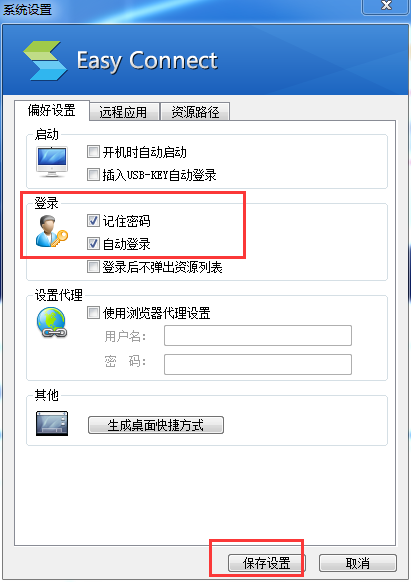 系统设置
Easy Connect
偏好设置 远程应用 资源路径
启动
开机时自动启动
插入USB-KEY自动登录
登录
记住密码
自动登录
登录后不弹出资源列表
设置代理
使用浏览器代理设置
用户名：
密 码：
其他
生成桌面快捷方式
保存设置 取消